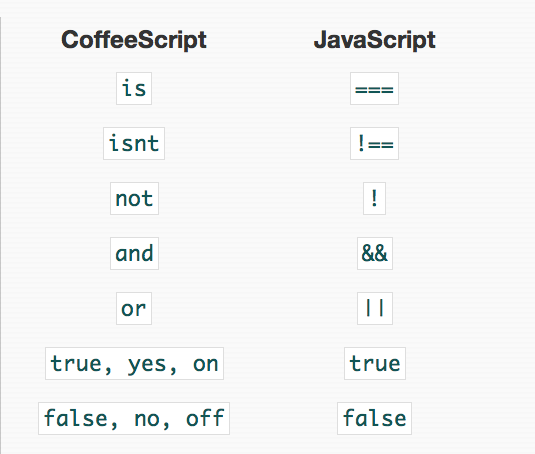 CoffeeScript JavaScript
is ===
isnt !==
not !
and &&
or ||
true, yes, on true
false, no, off false